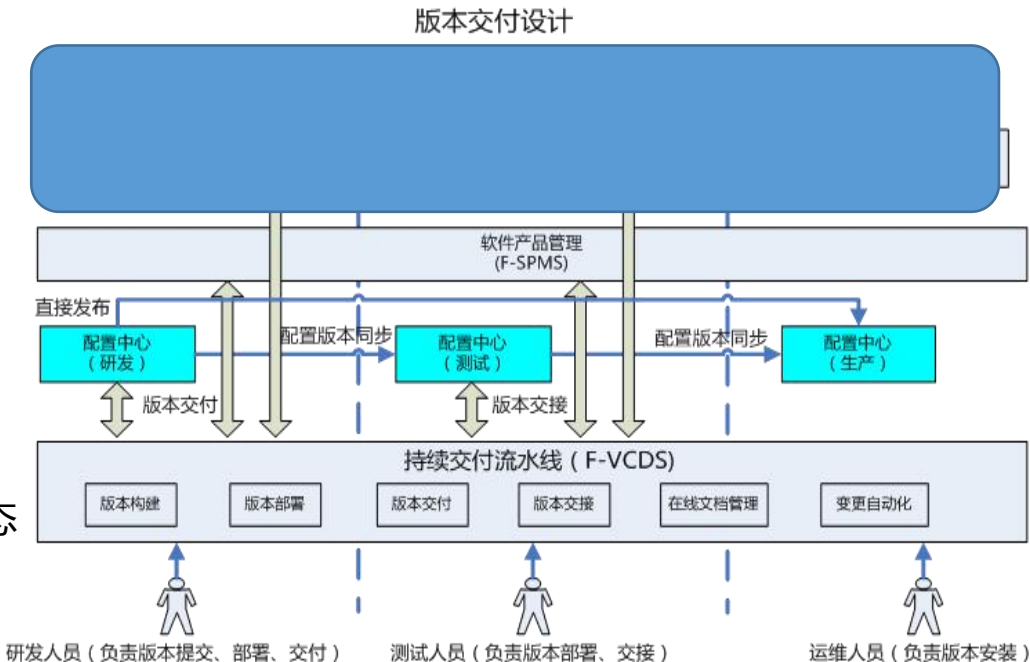 版本交付设计
软件产品管理
(F-SPMS)
直接发布
配置中心
（研发）
配置版本同步
配置中心
（测试）
配置版本同步
配置中心
（生产）
版本交付
版本交接
持续交付流水线（F-VCDS)
版本构建
版本部署
版本交付
版本交接
在线文档管理
变更自动化
态
研发人员（负责版本提交、部署、交付）
测试人员（负责版本部署、交接）
运维人员（负责版本安装）